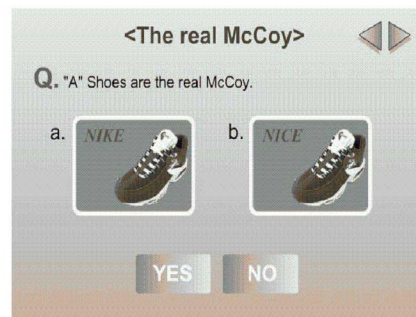 <The real McCoy>
Q. "A" Shoes are the real McCoy.
a. NIKE b. NICE
YES NO